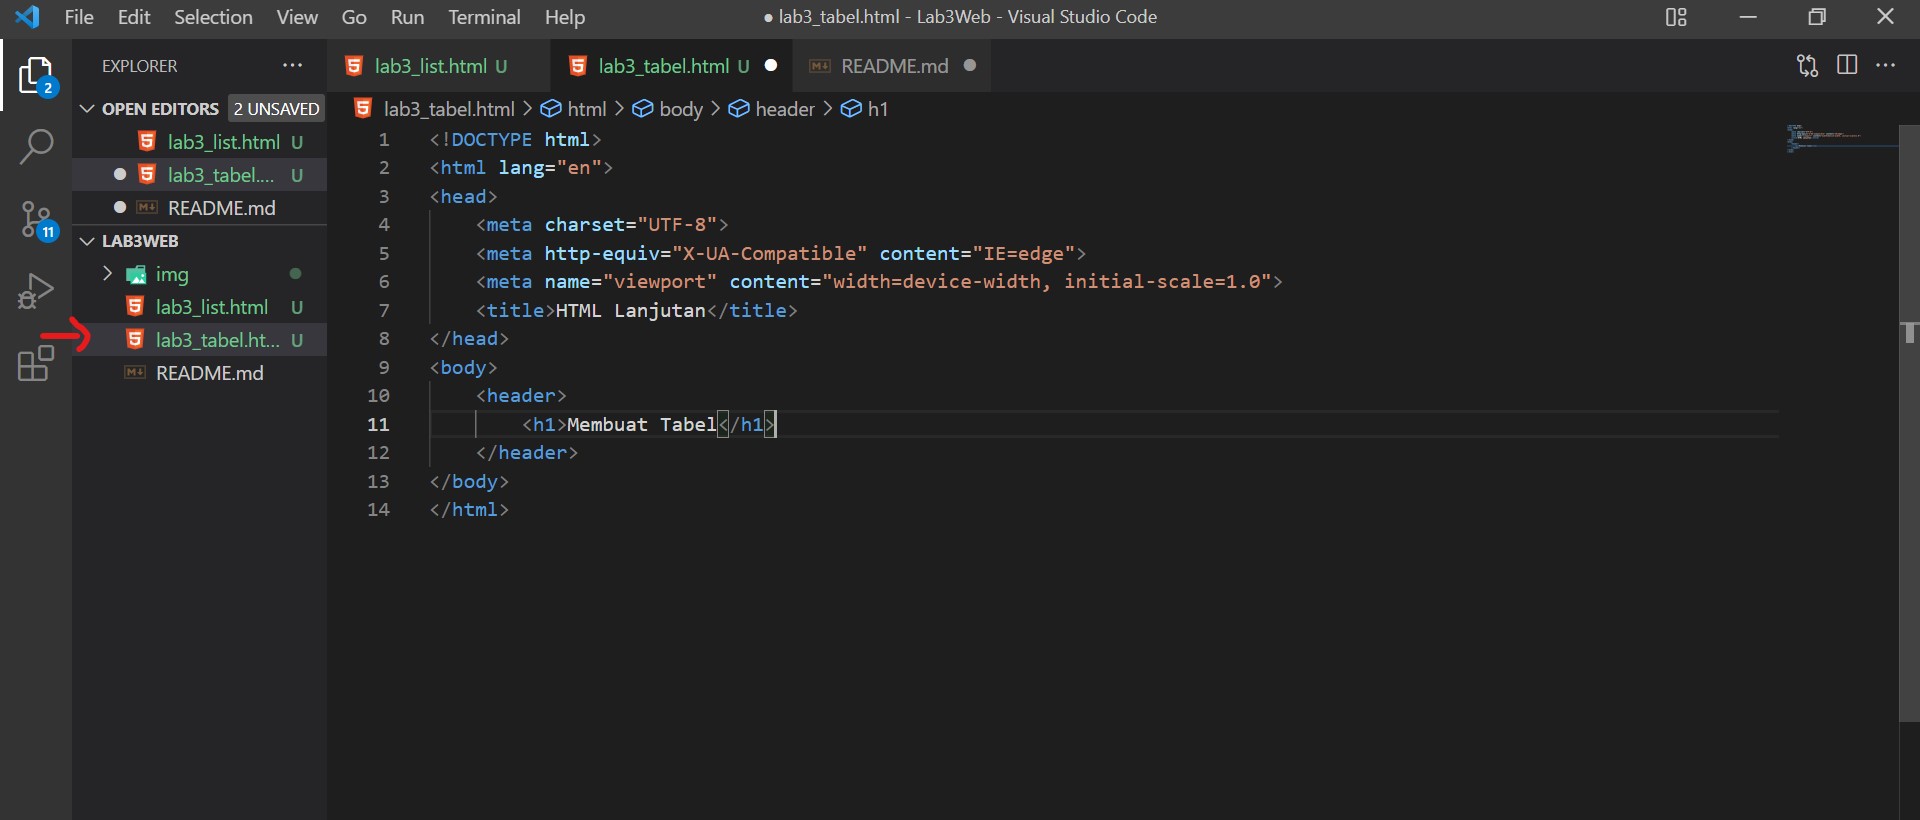 File Edit Selection View Go Run Terminal Help ● lab3_tabel.html - Lab3Web - Visual Studio Code
EXPLORER ···
lab3_list.html U lab3_tabel.html U ● README.md ●
OPEN EDITORS 2 UNSAVED
lab3_list.html U
● lab3_tabel.... U
● README.md
LAB3WEB
img
lab3_list.html U
lab3_tabel.ht... U
README.md
2
11
lab3_tabel.html > html > body > header > h1
1 <!DOCTYPE html>
2 <html lang="en">
3 <head>
4 <meta charset="UTF-8">
5 <meta http-equiv="X-UA-Compatible" content="IE=edge">
6 <meta name="viewport" content="width=device-width, initial-scale=1.0">
7 <title>HTML Lanjutan</title>
8 </head>
9 <body>
10 <header>
11 <h1>Membuat Tabel</h1>
12 </header>
13 </body>
14 </html>